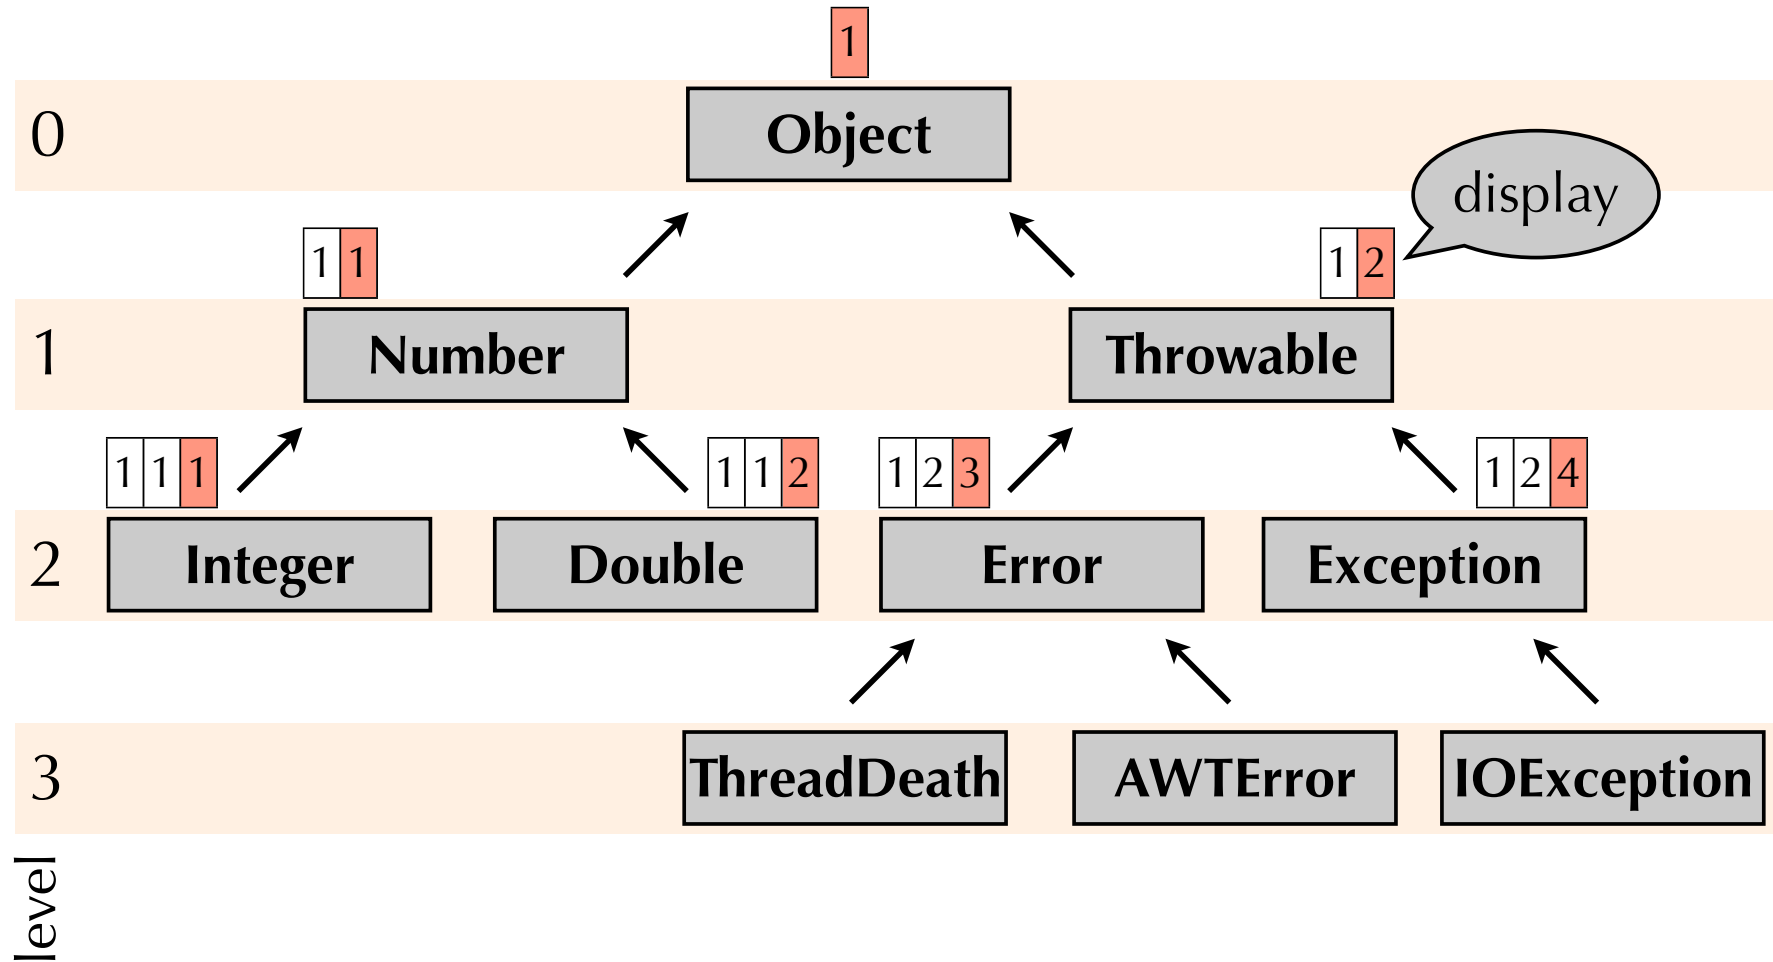 1
0
Object
display
1 1
1 2
1
Number
Throwable
1 1 1
1 1 2
1 2 3
1 2 4
2
Integer
Double
Error
Exception
3
ThreadDeath
AWTError
IOException
level